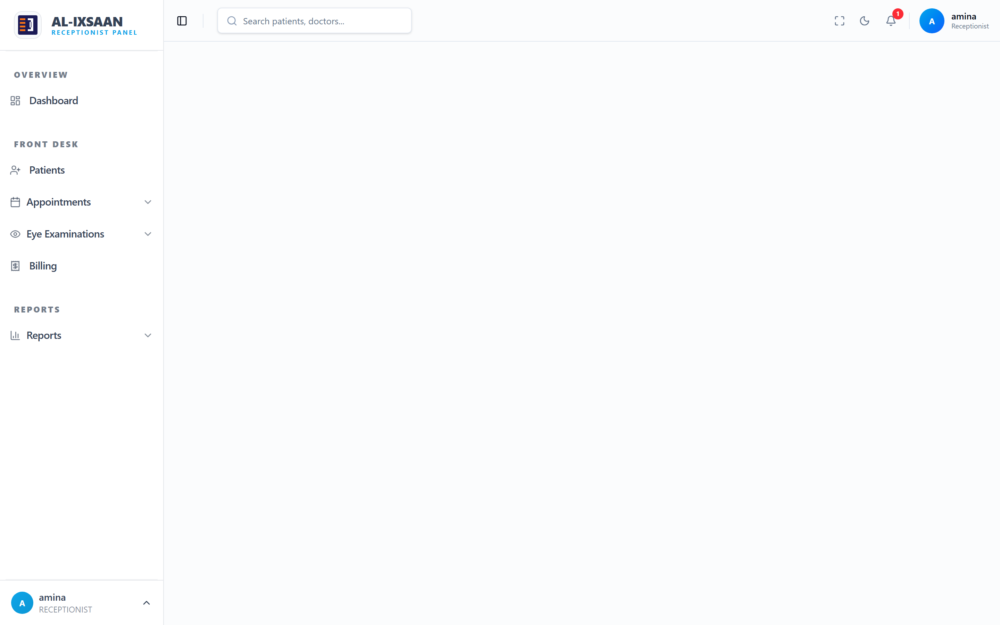 AL-IXSAAN
RECEPTIONIST PANEL
OVERVIEW
Dashboard
FRONT DESK
Patients
Appointments
Eye Examinations
Billing
REPORTS
Reports
A
amina
RECEPTIONIST
Search patients, doctors...
1
A
amina
Receptionist